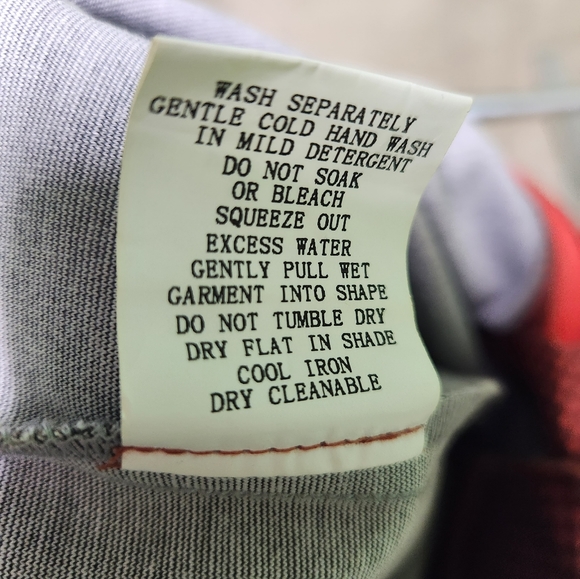 WASH SEPARATELY
GENTLE COLD HAND WASH
IN MILD DETERGENT
DO NOT SOAK
OR BLEACH
SQUEEZE OUT
EXCESS WATER
GENTLY PULL WET
GARMENT INTO SHAPE
DO NOT TUMBLE DRY
DRY FLAT IN SHADE
COOL IRON
DRY CLEANABLE